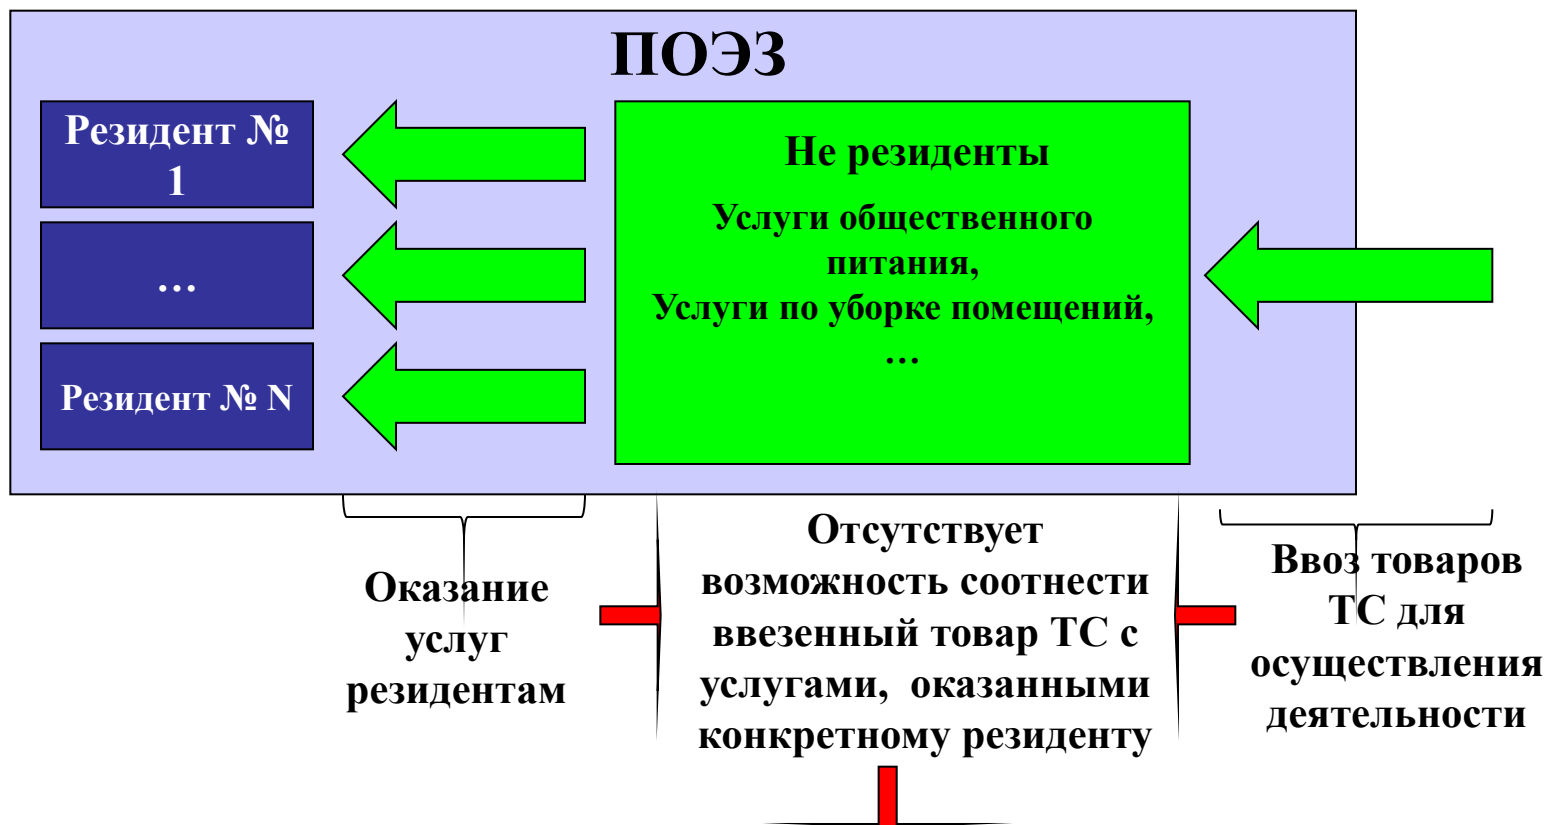 ПОЭЗ
Резидент №
1
…
Резидент № N
Не резиденты
Услуги общественного
питания,
Услуги по уборке помещений,
…
Оказание
услуг
резидентам
Отсутствует
возможность соотнести
ввезенный товар ТС с
услугами, оказанными
конкретному резиденту
Ввоз товаров
ТС для
осуществления
деятельности